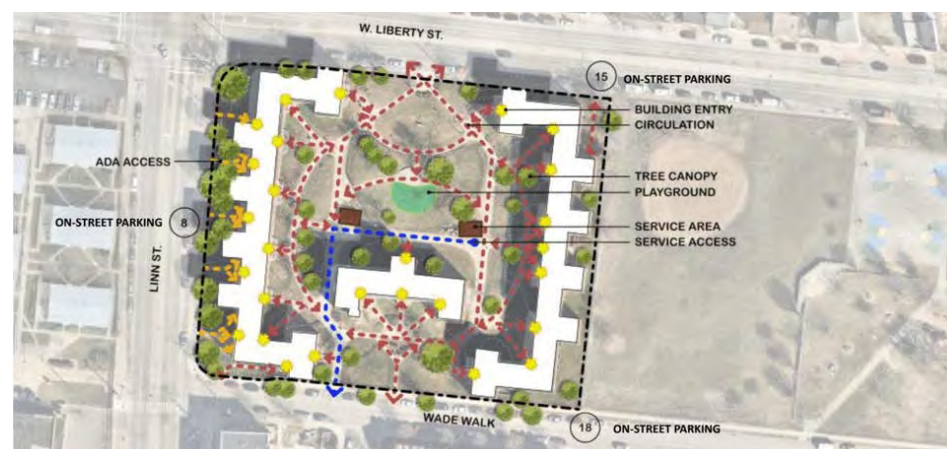 W. LIBERTY ST.
15 ON-STREET PARKING
BUILDING ENTRY
CIRCULATION
ADA ACCESS
TREE CANOPY
PLAYGROUND
ON-STREET PARKING 8
SERVICE AREA
SERVICE ACCESS
LINN ST.
WADE WALK
18 ON-STREET PARKING